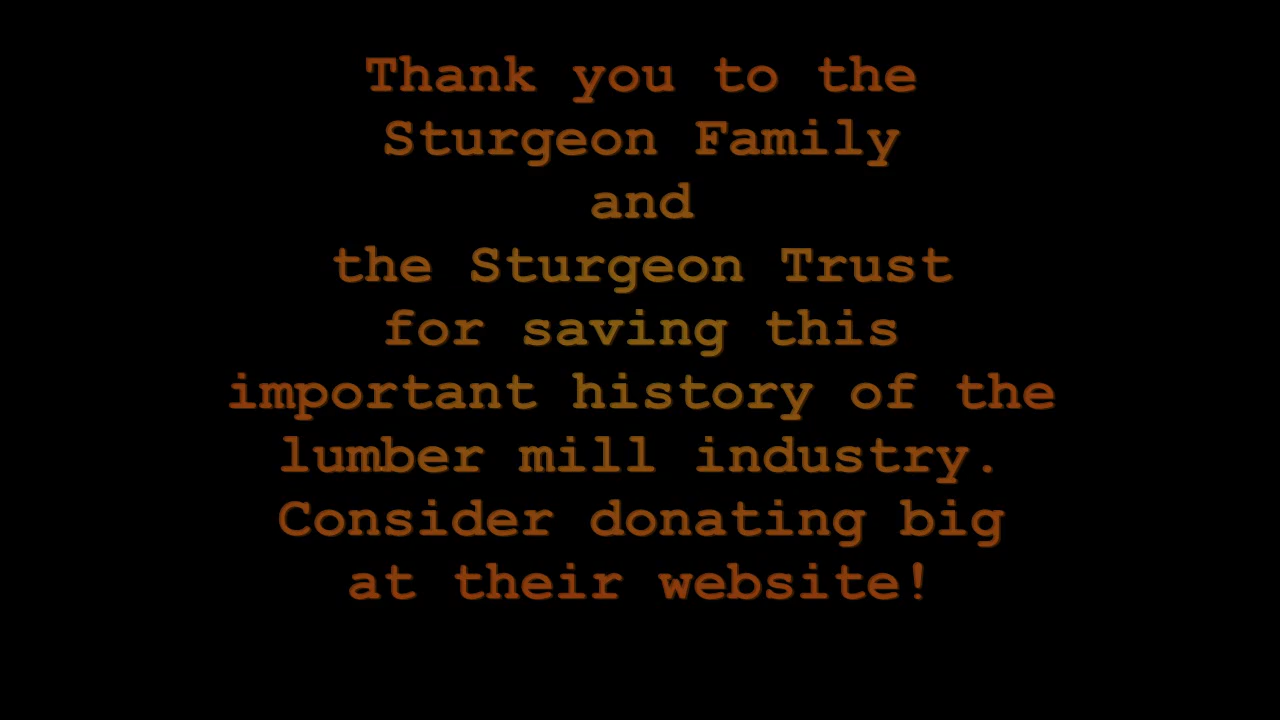 Thank you to the
Sturgeon Family
and
the Sturgeon Trust
for saving this
important history of the
lumber mill industry.
Consider donating big
at their website!